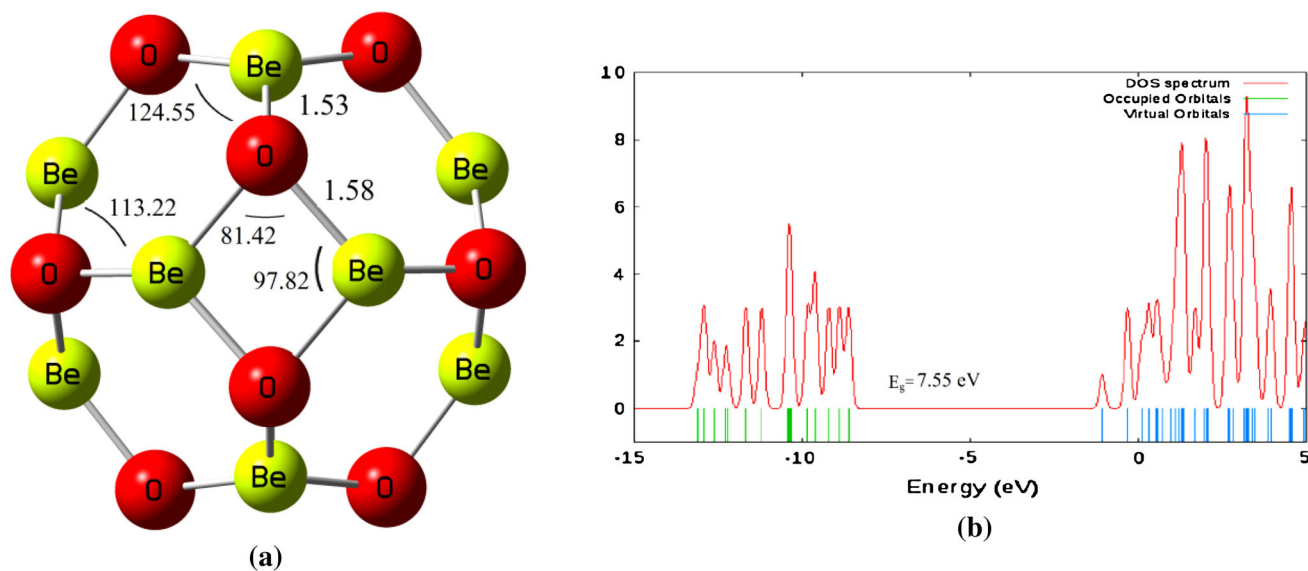 (a)
O Be O
124.55 1.53
O
Be Be
1.58
113.22
81.42
O Be Be O
97.82
Be Be
O
O Be O
10
8
6
4
2
0
DOS spectrum
Occupied Orbitals
Virtual Orbitals
Eg= 7.55 eV
-15 -10 -5 0 5
Energy (eV)
(b)